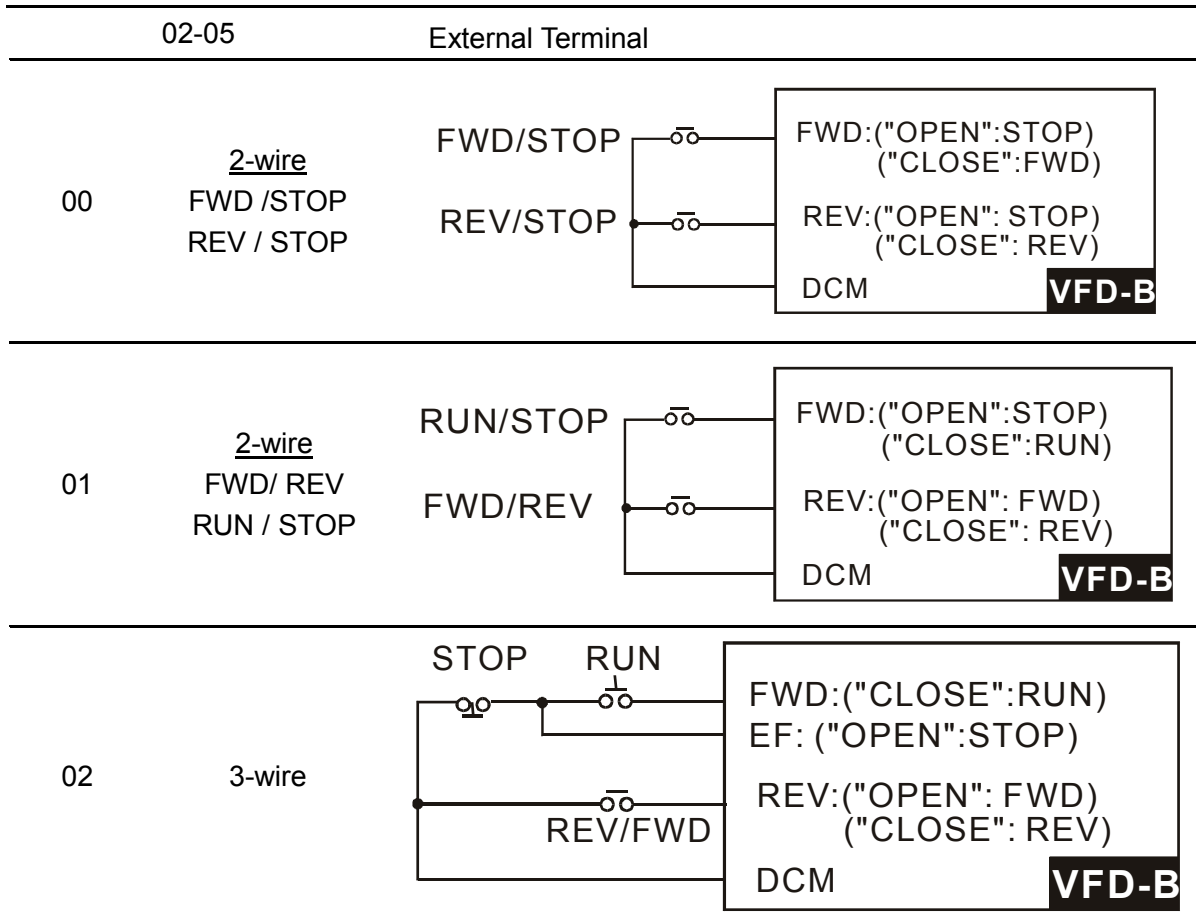 02-05 External Terminal
00
2-wire
FWD /STOP
REV / STOP
FWD/STOP
REV/STOP
FWD:("OPEN":STOP)
("CLOSE":FWD)
REV:("OPEN": STOP)
("CLOSE": REV)
DCM
VFD-B
01
2-wire
FWD/ REV
RUN / STOP
RUN/STOP
FWD/REV
FWD:("OPEN":STOP)
("CLOSE":RUN)
REV:("OPEN": FWD)
("CLOSE": REV)
DCM
VFD-B
02
3-wire
STOP RUN
REV/FWD
FWD:("CLOSE":RUN)
EF: ("OPEN":STOP)
REV:("OPEN": FWD)
("CLOSE": REV)
DCM
VFD-B